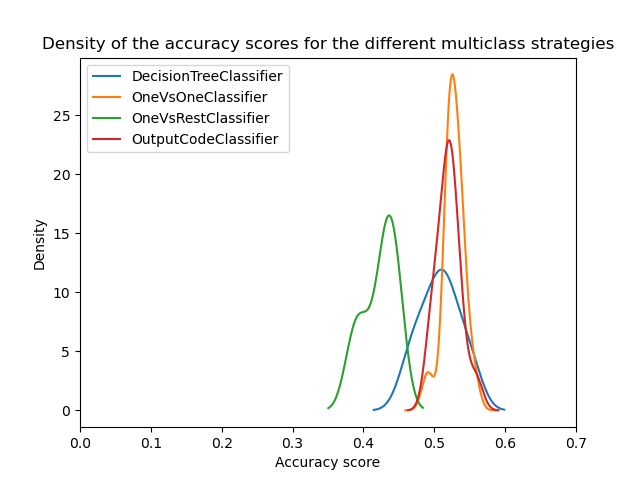 Density of the accuracy scores for the different multiclass strategies
DecisionTreeClassifier
OneVsOneClassifier
OneVsRestClassifier
OutputCodeClassifier
25
20
15
10
5
0
Density
0.0 0.1 0.2 0.3 0.4 0.5 0.6 0.7
Accuracy score